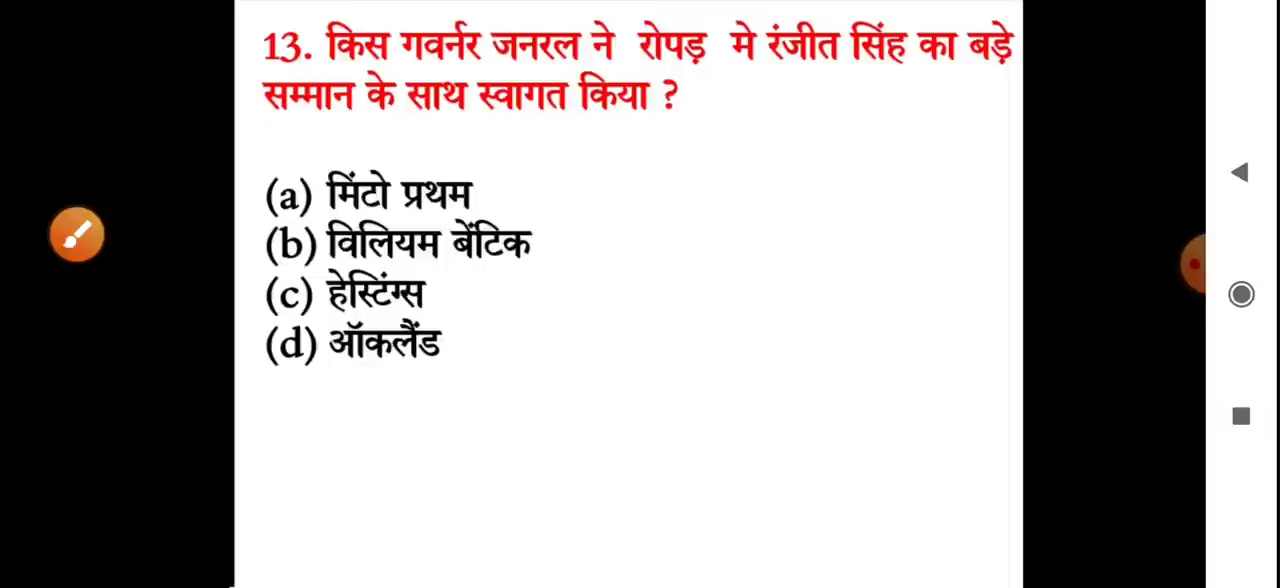 13. किस गवर्नर जनरल ने रोपड़ मे रंजीत सिंह का बड़े
सम्मान के साथ स्वागत किया ?
(a) मिंटो प्रथम
(b) विलियम बेंटिक
(c) हेस्टिंग्स
(d) ऑकलैंड